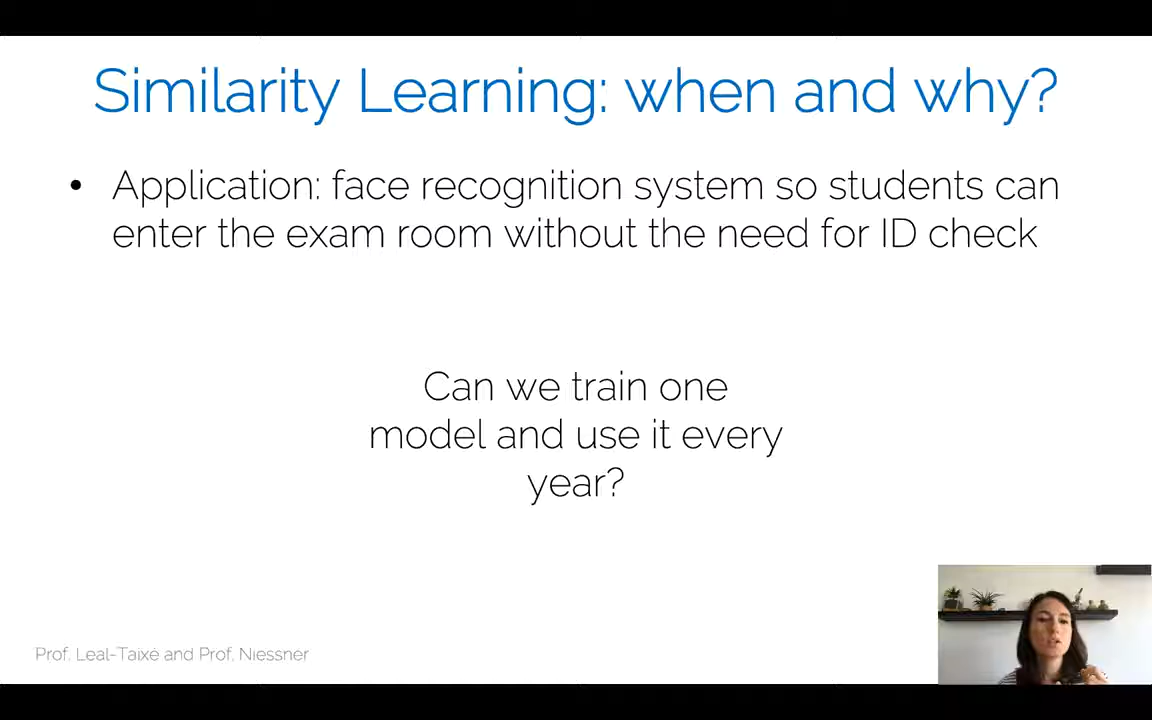 Similarity Learning: when and why?
• Application: face recognition system so students can
enter the exam room without the need for ID check
Can we train one
model and use it every
year?
Prof. Leal-Taixé and Prof. Niessner